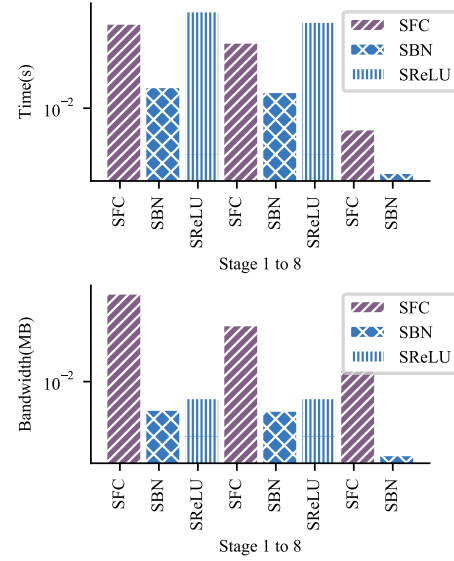 SFC
SBN
SReLU
Time(s)
10⁻²
SFC
SBN
SReLU
SFC
SBN
SReLU
SFC
SBN
Stage 1 to 8
SFC
SBN
SReLU
Bandwidth(MB)
10⁻²
SFC
SBN
SReLU
SFC
SBN
SReLU
SFC
SBN
Stage 1 to 8